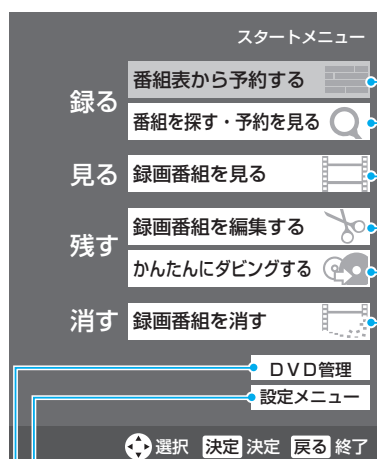 スタートメニュー
録る
番組表から予約する
番組を探す・予約を見る
見る 録画番組を見る
残す
録画番組を編集する
かんたんにダビングする
消す 録画番組を消す
DVD管理
設定メニュー
選択 決定 決定 戻る 終了